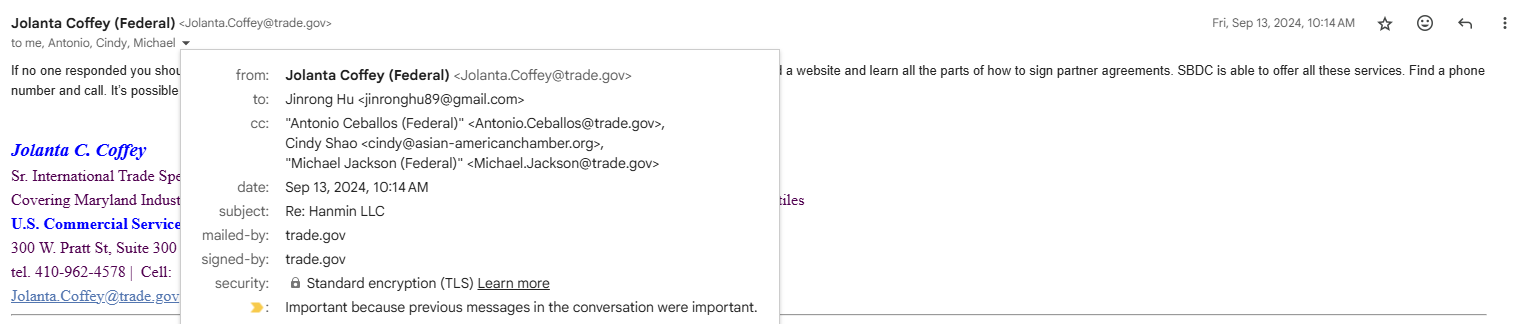 Jolanta Coffey (Federal) <Jolanta.Coffey@trade.gov>
Fri, Sep 13, 2024, 10:14 AM
to me, Antonio, Cindy, Michael
If no one responded you shou
d a website and learn all the parts of how to sign partner agreements. SBDC is able to offer all these services. Find a phone
number and call. It's possible
from: Jolanta Coffey (Federal) <Jolanta.Coffey@trade.gov>
to: Jinrong Hu <jinronghu89@gmail.com>
cc: "Antonio Ceballos (Federal)" <Antonio.Ceballos@trade.gov>,
Cindy Shao <cindy@asian-americanchamber.org>,
"Michael Jackson (Federal)" <Michael.Jackson@trade.gov>
date: Sep 13, 2024, 10:14 AM
subject: Re: Hanmin LLC
mailed-by: trade.gov
signed-by: trade.gov
security: Standard encryption (TLS) Learn more
: Important because previous messages in the conversation were important.
Jolanta C. Coffey
Sr. International Trade Spe
Covering Maryland Indust
tiles
U.S. Commercial Service
300 W. Pratt St, Suite 300
tel. 410-962-4578 | Cell:
Jolanta.Coffey@trade.gov